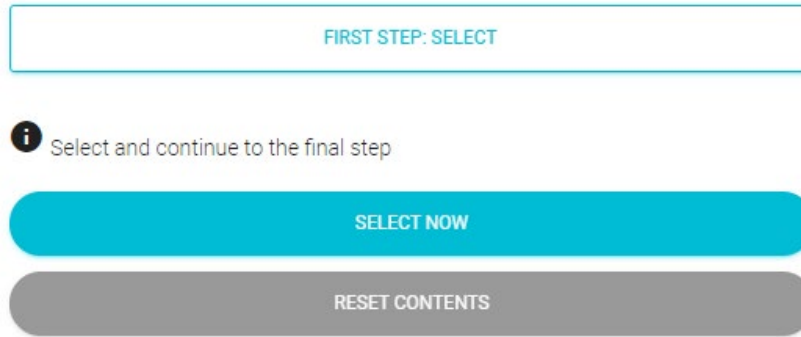 FIRST STEP: SELECT
Select and continue to the final step
SELECT NOW
RESET CONTENTS